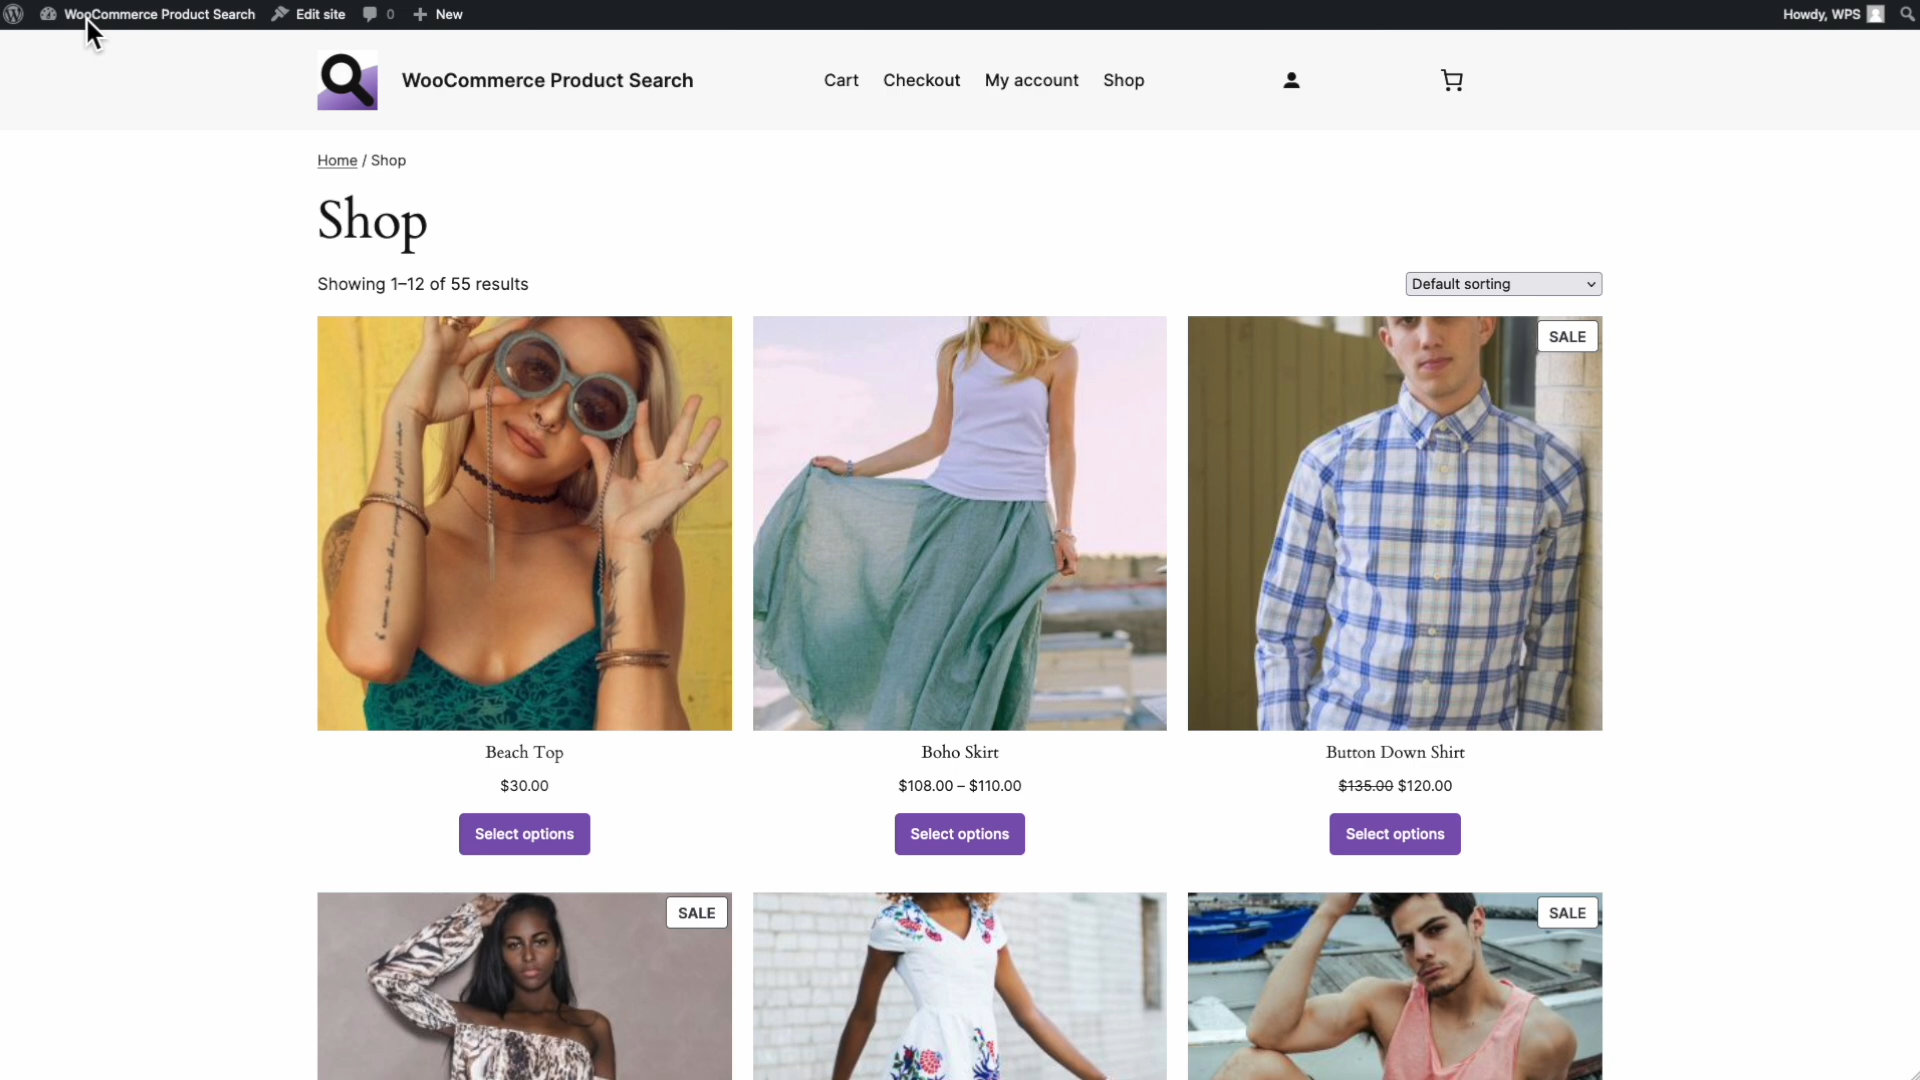 WooCommerce Product Search Edit site 0 New Howdy, WPS
WooCommerce Product Search Cart Checkout My account Shop
Home / Shop
Shop
Showing 1–12 of 55 results Default sorting
SALE
Beach Top Boho Skirt Button Down Shirt
$30.00 $108.00 – $110.00 $135.00 $120.00
Select options Select options Select options
SALE SALE